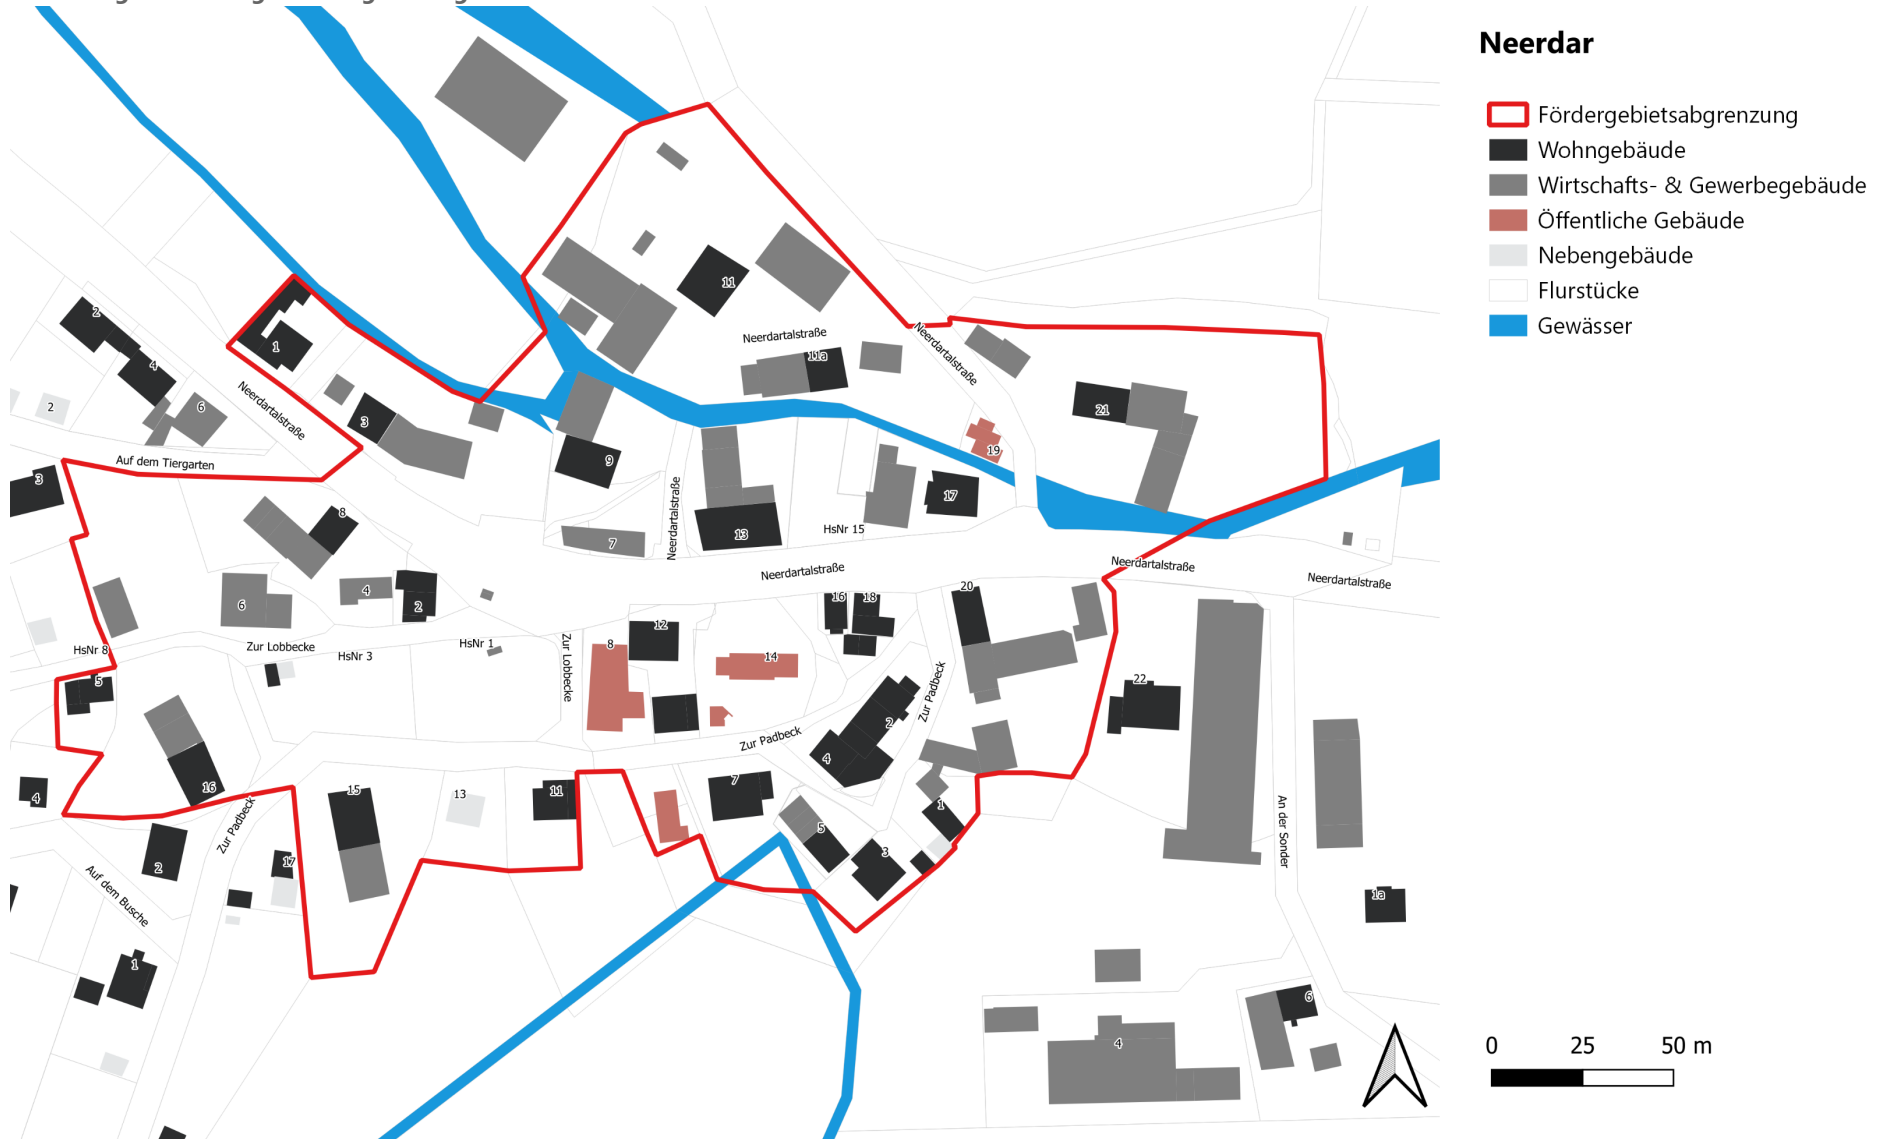 Neerdar
Fördergebietsabgrenzung
Wohngebäude
Wirtschafts- & Gewerbegebäude
Öffentliche Gebäude
Nebengebäude
Flurstücke
Gewässer
2
4
6
2
1
3
Neerdartalstraße
Auf dem Tiergarten
3
11
Neerdartalstraße
11a
Neerdartalstraße
21
19
9
17
13
HsNr 15
7
Neerdartalstraße
Neerdartalstraße
Neerdartalstraße
Neerdartalstraße
8
6
4
2
HsNr 8
Zur Lobbecke
HsNr 3
HsNr 1
Zur Lobbecke
8
12
14
16
18
20
22
5
16
4
2
4
Zur Padbeck
Zur Padbeck
Zur Padbeck
15
13
11
7
5
3
1
2
17
Auf dem Busche
1
An der Sonder
1a
6
4
0 25 50 m